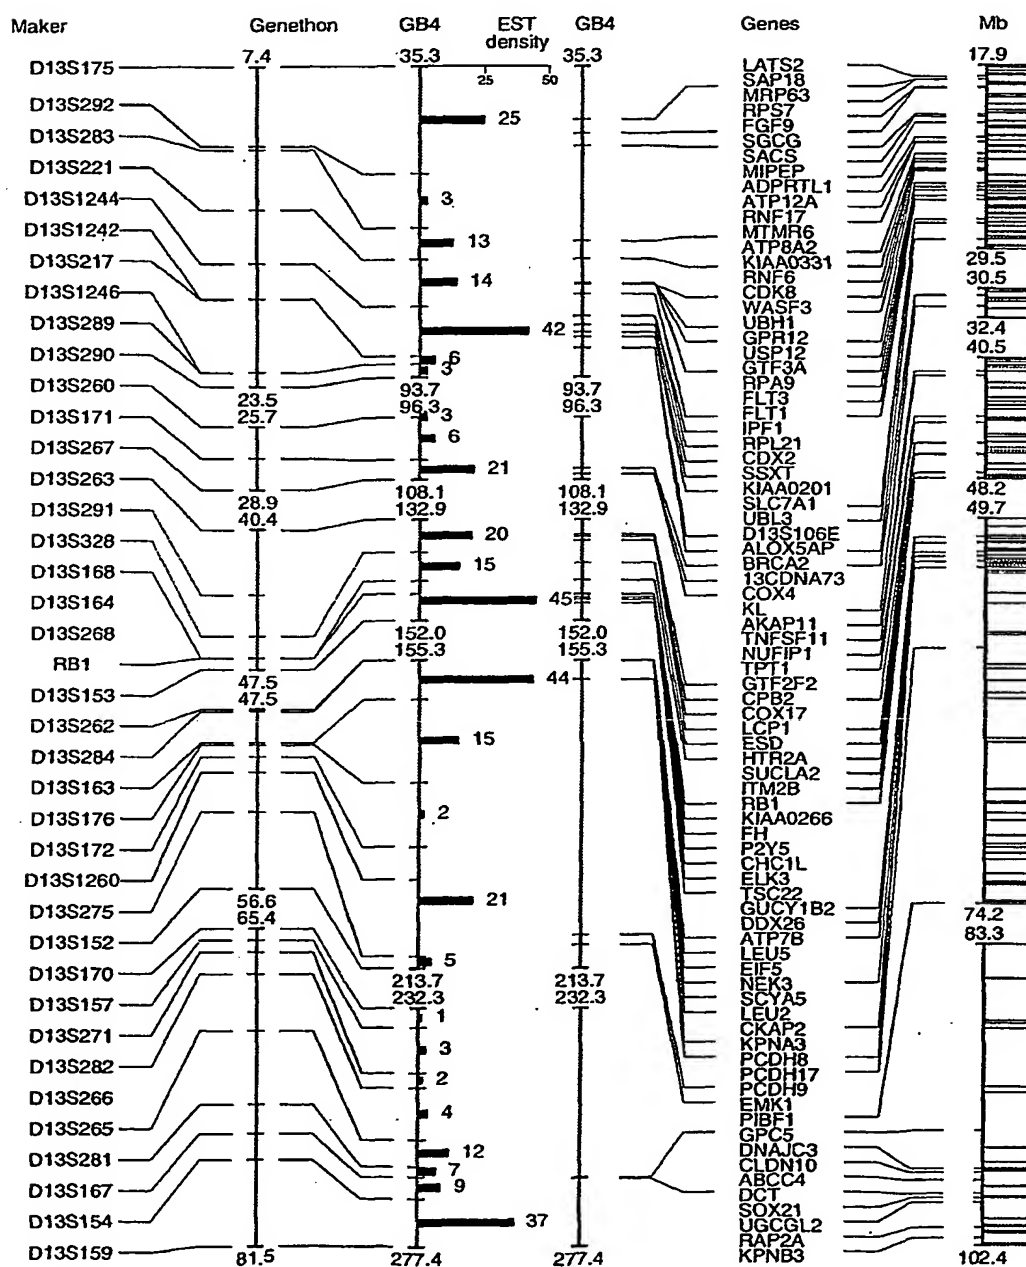 Maker Genethon GB4 EST density GB4 Genes Mb
7.4 35.3 25 50 35.3 17.9
D13S175
D13S292
D13S283
D13S221
D13S1244
D13S1242
D13S217
D13S1246
D13S289
D13S290
D13S260
D13S171
D13S267
D13S263
D13S291
D13S328
D13S168
D13S164
D13S268
RB1
D13S153
D13S262
D13S284
D13S163
D13S176
D13S172
D13S1260
D13S275
D13S152
D13S170
D13S157
D13S271
D13S282
D13S266
D13S265
D13S281
D13S167
D13S154
D13S159
23.5
25.7
28.9
40.4
47.5
47.5
56.6
65.4
81.5
25
3
13
14
42
6
3
93.7
96.3
3
6
21
108.1
132.9
20
15
45
152.0
155.3
44
15
2
21
5
213.7
232.3
1
3
2
4
12
7
9
37
277.4
93.7
96.3
108.1
132.9
152.0
155.3
213.7
232.3
277.4
LATS2
SAP18
MRP63
RPS7
FGF9
SGCG
SACS
MIPEP
ADPRTL1
ATP12A
RNF17
MTMR6
ATP8A2
KIAA0331
RNF6
CDK8
WASF3
UBH1
GPR12
USP12
GTF3A
RPA9
FLT3
FLT1
IPF1
RPL21
CDX2
SSXT
KIAA0201
SLC7A1
UBL3
D13S106E
ALOX5AP
BRCA2
13CDNA73
COX4
KL
AKAP11
TNFSF11
NUFIP1
TPT1
GTF2F2
CPB2
COX17
LCP1
ESD
HTR2A
SUCLA2
ITM2B
RB1
KIAA0266
FH
P2Y5
CHC1L
ELK3
TSC22
GUCY1B2
DDX26
ATP7B
LEU5
EIF5
NEK3
SCYA5
LEU2
CKAP2
KPNA3
PCDH8
PCDH17
PCDH9
EMK1
PIBF1
GPC5
DNAJC3
CLDN10
ABCC4
DCT
SOX21
UGCGL2
RAP2A
KPNB3
29.5
30.5
32.4
40.5
48.2
49.7
74.2
83.3
102.4